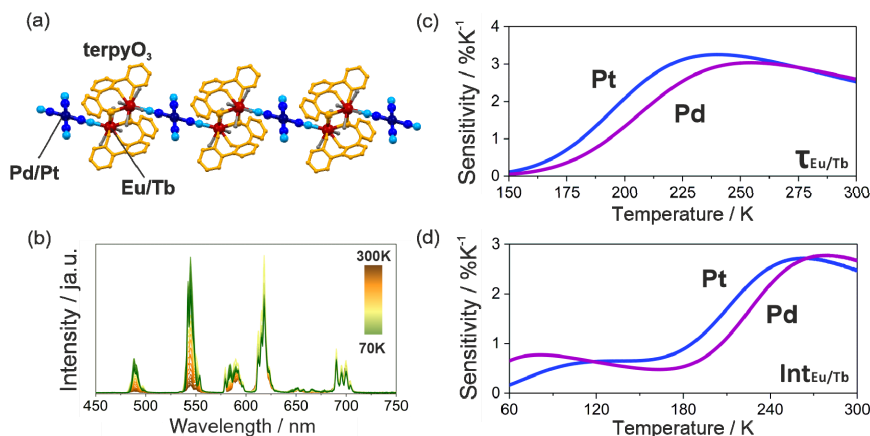 (a)
terpyO3
Pd/Pt
Eu/Tb
(b)
Intensity / ja.u.
300K
70K
450 500 550 600 650 700 750
Wavelength / nm
(c)
Sensitivity / %K-1
4
3
2
1
0
Pt
Pd
τEu/Tb
150 175 200 225 250 275 300
Temperature / K
(d)
Sensitivity / %K-1
3
2
1
0
Pt
Pd
IntEu/Tb
60 120 180 240 300
Temperature / K